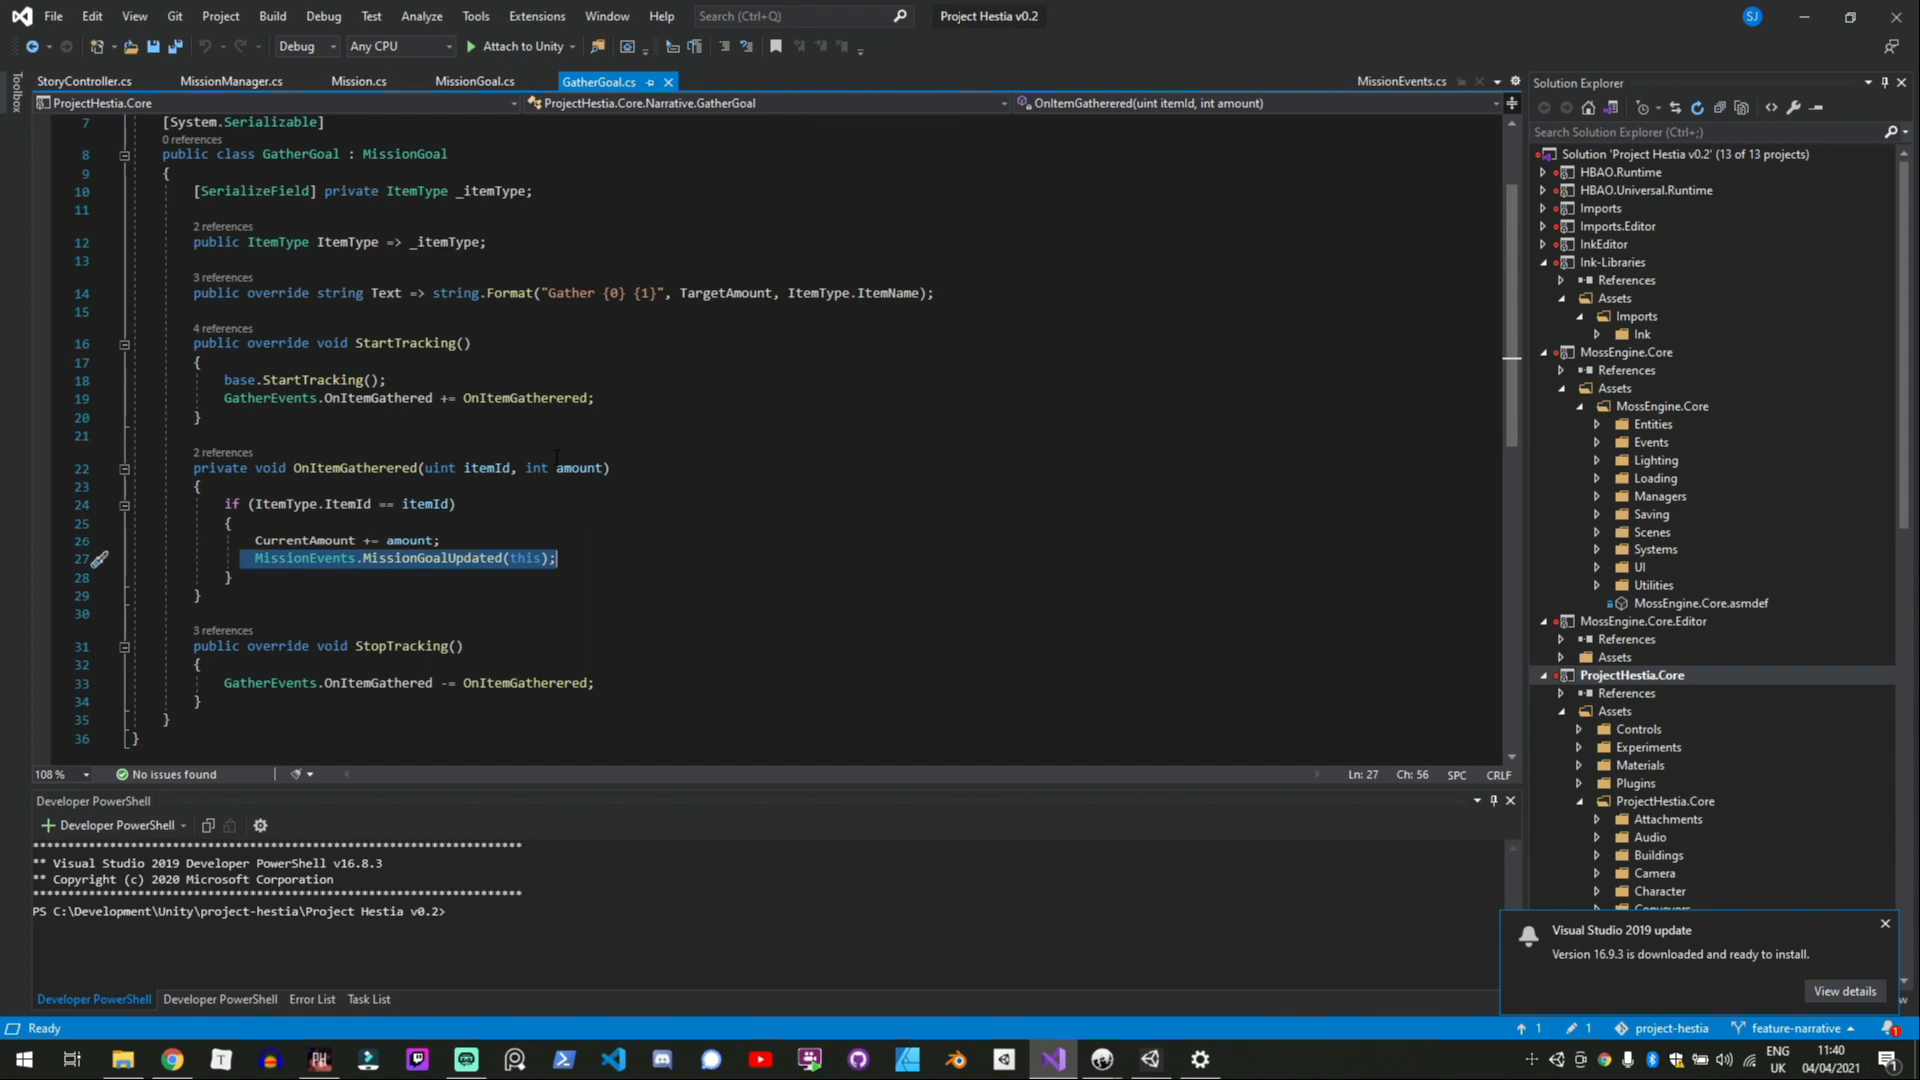 File Edit View Git Project Build Debug Test Analyze Tools Extensions Window Help Search (Ctrl+Q) Project Hestia v0.2 SJ
Debug Any CPU Attach to Unity
Toolbox
StoryController.cs MissionManager.cs Mission.cs MissionGoal.cs GatherGoal.cs MissionEvents.cs
ProjectHestia.Core ProjectHestia.Core.Narrative.GatherGoal OnItemGatherered(uint itemId, int amount)
7 [System.Serializable]
0 references
8 public class GatherGoal : MissionGoal
9 {
10 [SerializeField] private ItemType _itemType;
11
2 references
12 public ItemType ItemType => _itemType;
13
3 references
14 public override string Text => string.Format("Gather {0} {1}", TargetAmount, ItemType.ItemName);
15
4 references
16 public override void StartTracking()
17 {
18 base.StartTracking();
19 GatherEvents.OnItemGathered += OnItemGatherered;
20 }
21
2 references
22 private void OnItemGatherered(uint itemId, int amount)
23 {
24 if (ItemType.ItemId == itemId)
25 {
26 CurrentAmount += amount;
27 MissionEvents.MissionGoalUpdated(this);
28 }
29 }
30
3 references
31 public override void StopTracking()
32 {
33 GatherEvents.OnItemGathered -= OnItemGatherered;
34 }
35 }
36 }
108 % No issues found Ln: 27 Ch: 56 SPC CRLF
Developer PowerShell
+ Developer PowerShell
**********************************************************************
** Visual Studio 2019 Developer PowerShell v16.8.3
** Copyright (c) 2020 Microsoft Corporation
**********************************************************************
PS C:\Development\Unity\project-hestia\Project Hestia v0.2>
Developer PowerShell Developer PowerShell Error List Task List
Solution Explorer
Search Solution Explorer (Ctrl+;)
Solution 'Project Hestia v0.2' (13 of 13 projects)
HBAO.Runtime
HBAO.Universal.Runtime
Imports
Imports.Editor
InkEditor
Ink-Libraries
References
Assets
Imports
Ink
MossEngine.Core
References
Assets
MossEngine.Core
Entities
Events
Lighting
Loading
Managers
Saving
Scenes
Systems
UI
Utilities
MossEngine.Core.asmdef
MossEngine.Core.Editor
References
Assets
ProjectHestia.Core
References
Assets
Controls
Experiments
Materials
Plugins
ProjectHestia.Core
Attachments
Audio
Buildings
Camera
Character
Conveyors
Visual Studio 2019 update
Version 16.9.3 is downloaded and ready to install.
View details
Ready 1 1 project-hestia feature-narrative 1
ENG
UK
11:40
04/04/2021
1